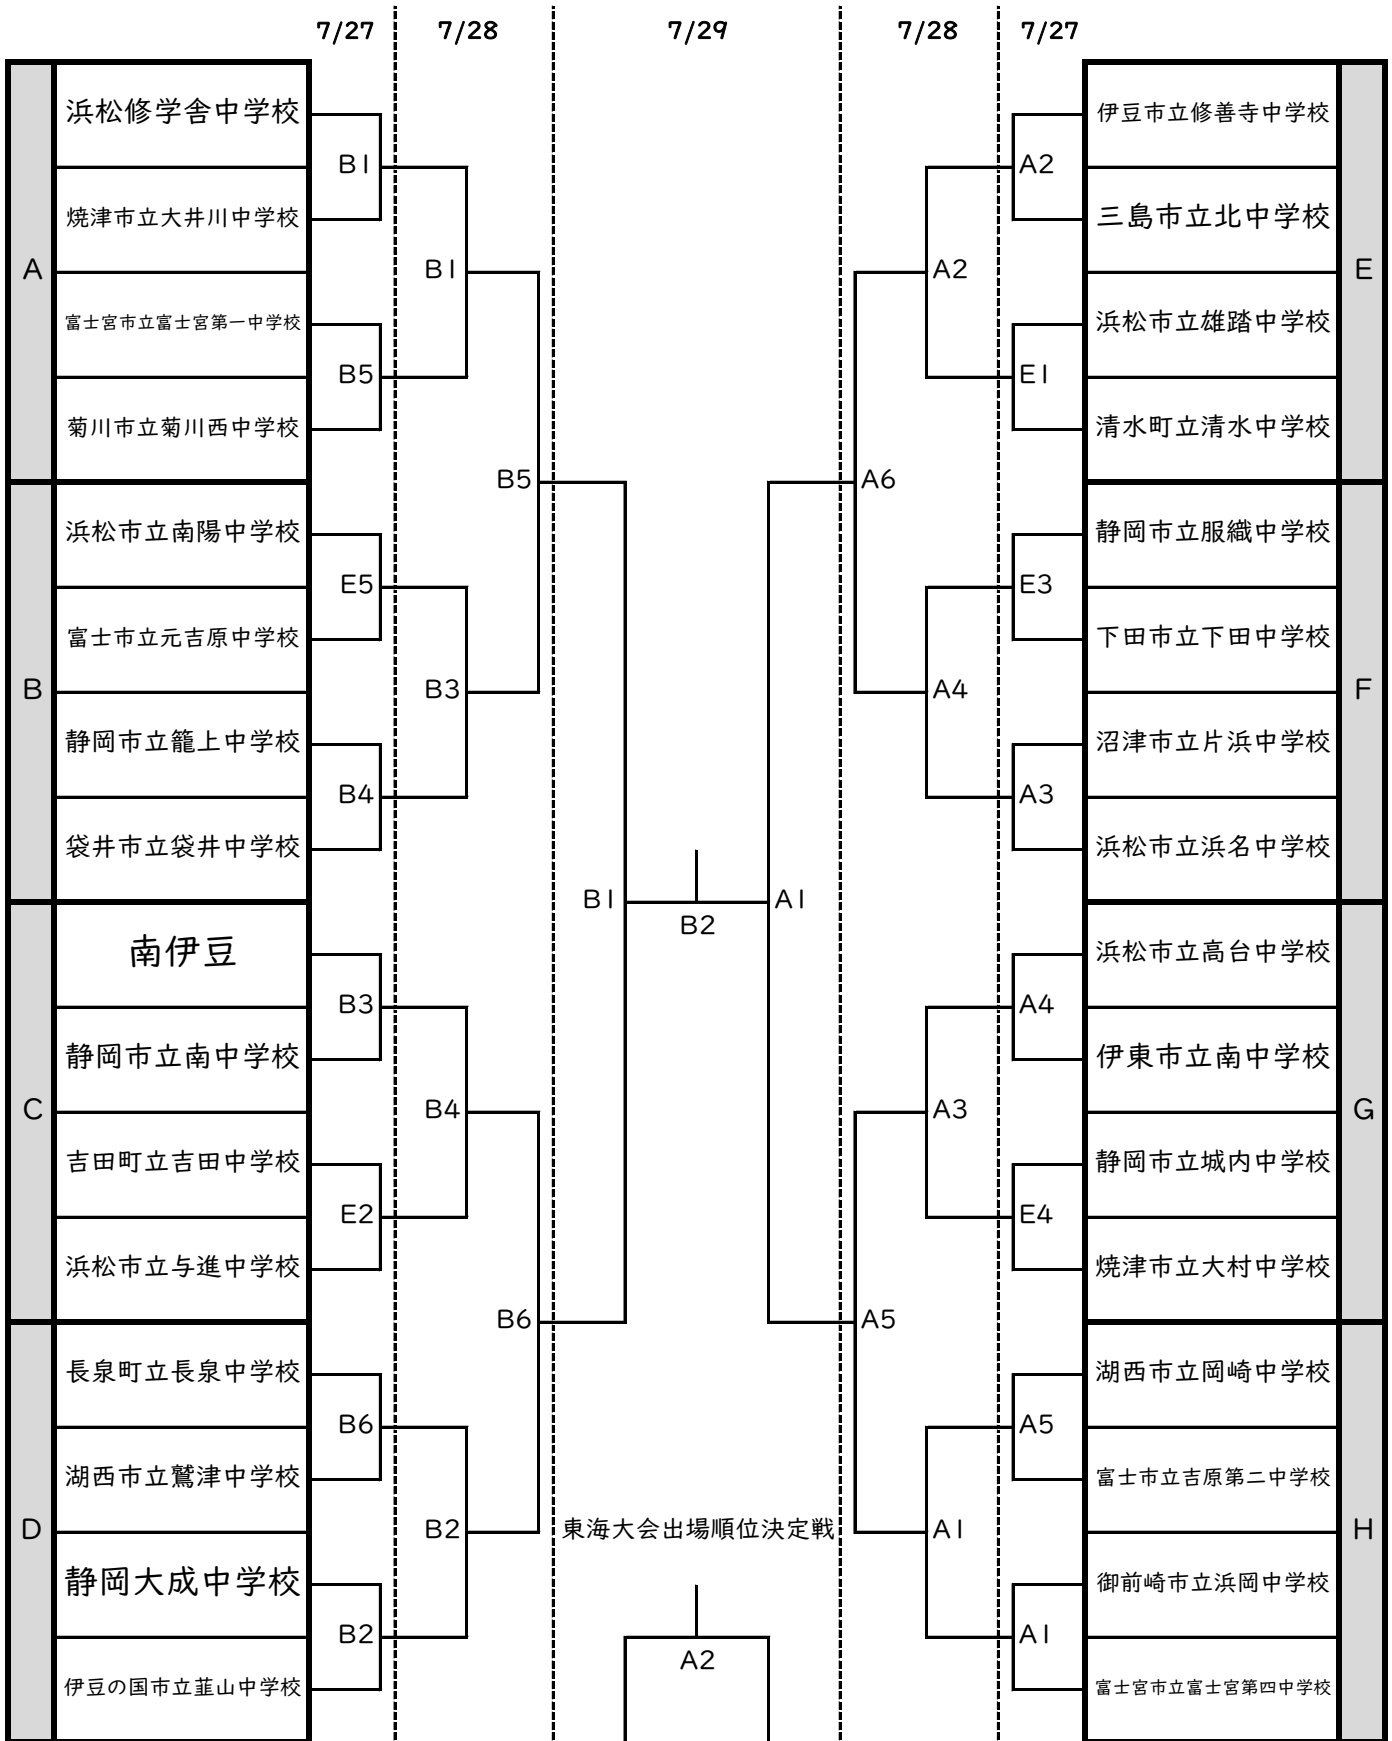 7/27 7/28 7/29 7/28 7/27
A
浜松修学舎中学校
B1
焼津市立大井川中学校
B1
富士宮市立富士宮第一中学校
B5
菊川市立菊川西中学校
B5
B
浜松市立南陽中学校
E5
富士市立元吉原中学校
B3
静岡市立籠上中学校
B4
袋井市立袋井中学校
B1
C
南伊豆
B3
静岡市立南中学校
B4
吉田町立吉田中学校
E2
浜松市立与進中学校
B6
D
長泉町立長泉中学校
B6
湖西市立鷲津中学校
B2
静岡大成中学校
B2
伊豆の国市立韮山中学校
B2
東海大会出場順位決定戦
A2
伊豆市立修善寺中学校
A2
三島市立北中学校
A2
E
浜松市立雄踏中学校
E1
清水町立清水中学校
A6
静岡市立服織中学校
E3
下田市立下田中学校
A4
F
沼津市立片浜中学校
A3
浜松市立浜名中学校
A1
浜松市立高台中学校
A4
伊東市立南中学校
A3
G
静岡市立城内中学校
E4
焼津市立大村中学校
A5
湖西市立岡崎中学校
A5
富士市立吉原第二中学校
A1
H
御前崎市立浜岡中学校
A1
富士宮市立富士宮第四中学校